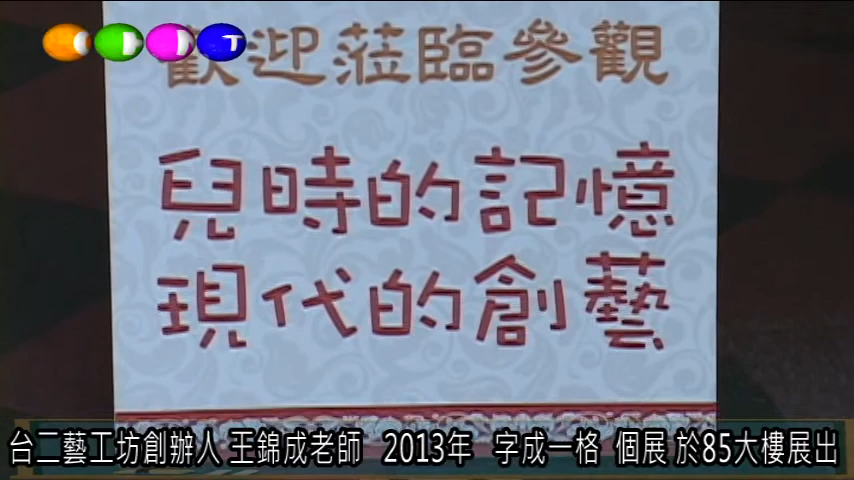 歡迎蒞臨參觀
兒時的記憶
現代的創藝
台二藝工坊創辦人 王錦成老師 2013年 字成一格 個展 於85大樓展出